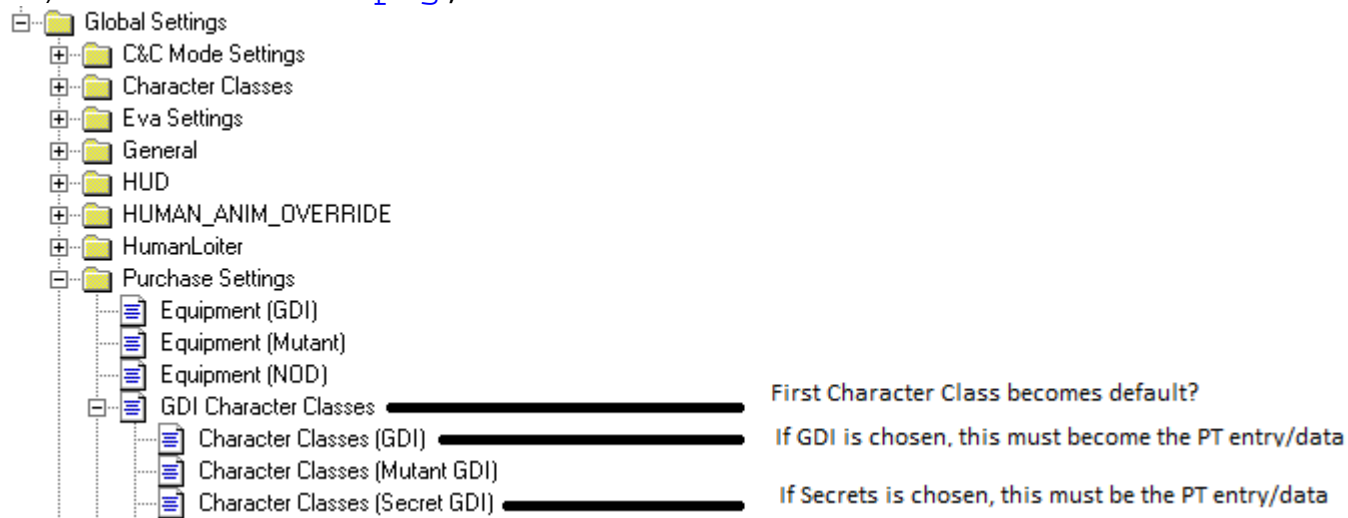 Global Settings
C&C Mode Settings
Character Classes
Eva Settings
General
HUD
HUMAN_ANIM_OVERRIDE
HumanLoiter
Purchase Settings
Equipment (GDI)
Equipment (Mutant)
Equipment (NOD)
GDI Character Classes First Character Class becomes default?
Character Classes (GDI) If GDI is chosen, this must become the PT entry/data
Character Classes (Mutant GDI)
Character Classes (Secret GDI) If Secrets is chosen, this must be the PT entry/data